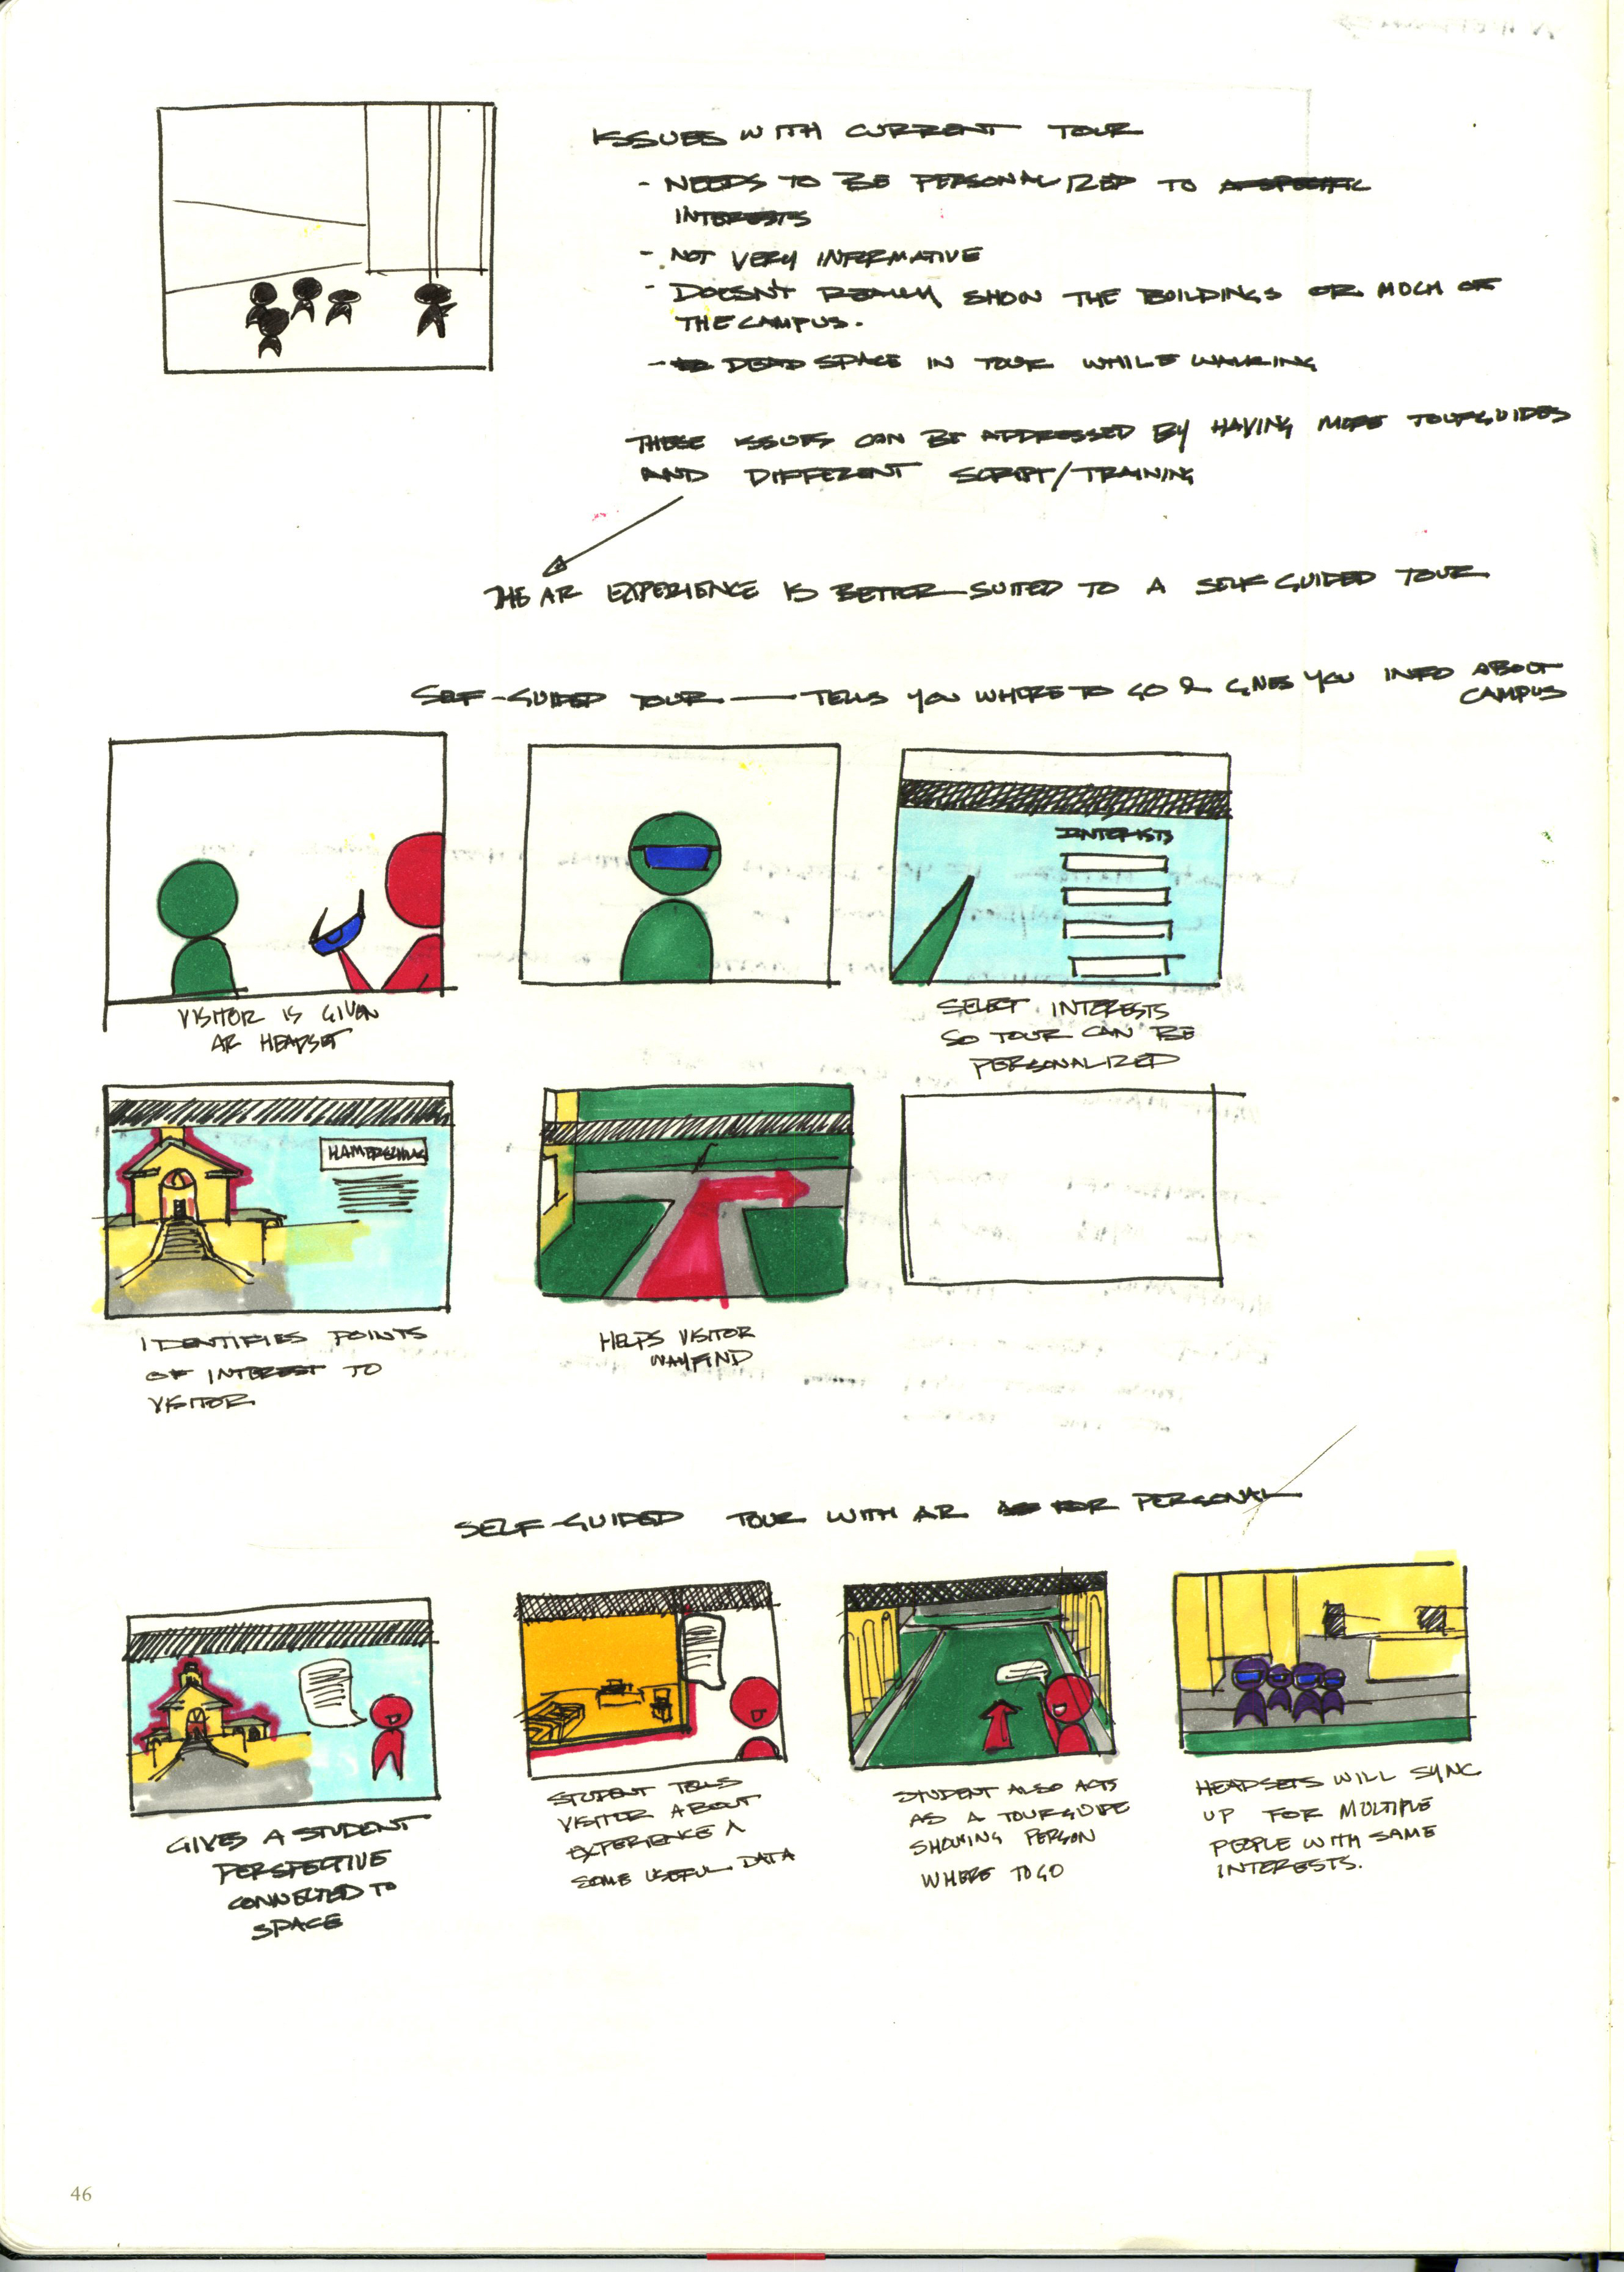 ISSUES WITH CURRENT TOUR
- NEEDS TO BE PERSONALIZED TO A SPECIFIC
INTERESTS
- NOT VERY INFORMATIVE
- DOESN'T REALLY SHOW THE BUILDINGS OR MUCH OF
THE CAMPUS.
- DEAD SPACE IN TOUR WHILE WALKING
THESE ISSUES CAN BE ADDRESSED BY HAVING MORE TOURGUIDES
AND DIFFERENT SCRIPT/TRAINING
THE AR EXPERIENCE IS BETTER SUITED TO A SELF GUIDED TOUR
SELF-GUIDED TOUR — TELLS YOU WHERE TO GO & GIVES YOU INFO ABOUT
CAMPUS
INTERISTS
VISITOR IS GIVEN
AR HEADSET
SELECT INTERESTS
SO TOUR CAN BE
PERSONALIZED
IDENTIFIES POINTS
OF INTEREST TO
VISITOR
HELPS VISITOR
WAYFIND
SELF-GUIDED TOUR WITH AR FOR PERSONAL
GIVES A STUDENT
PERSPECTIVE
CONNECTED TO
SPACE
STUDENT TELLS
VISITOR ABOUT
EXPERIENCE &
SOME USEFUL DATA
STUDENT ALSO ACTS
AS A TOURGUIDE
SHOWING PERSON
WHERE TO GO
HEADSETS WILL SYNC
UP FOR MULTIPLE
PEOPLE WITH SAME
INTERESTS.
46